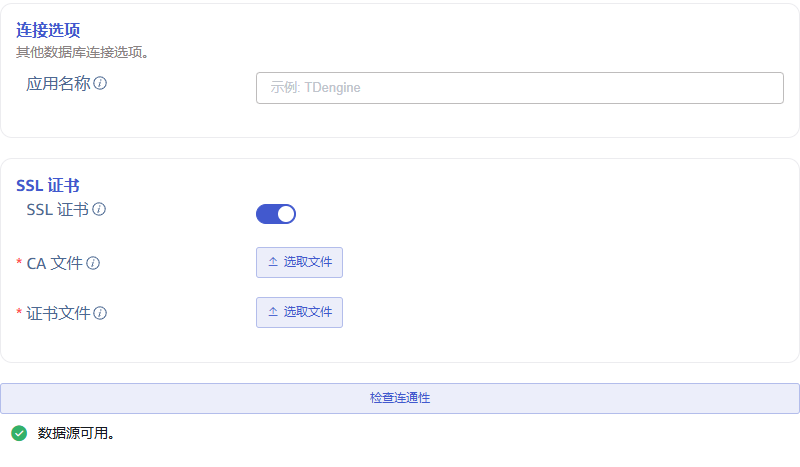 连接选项
其他数据库连接选项。
应用名称
示例: TDengine
SSL 证书
SSL 证书
* CA 文件
选取文件
* 证书文件
选取文件
检查连通性
数据源可用。